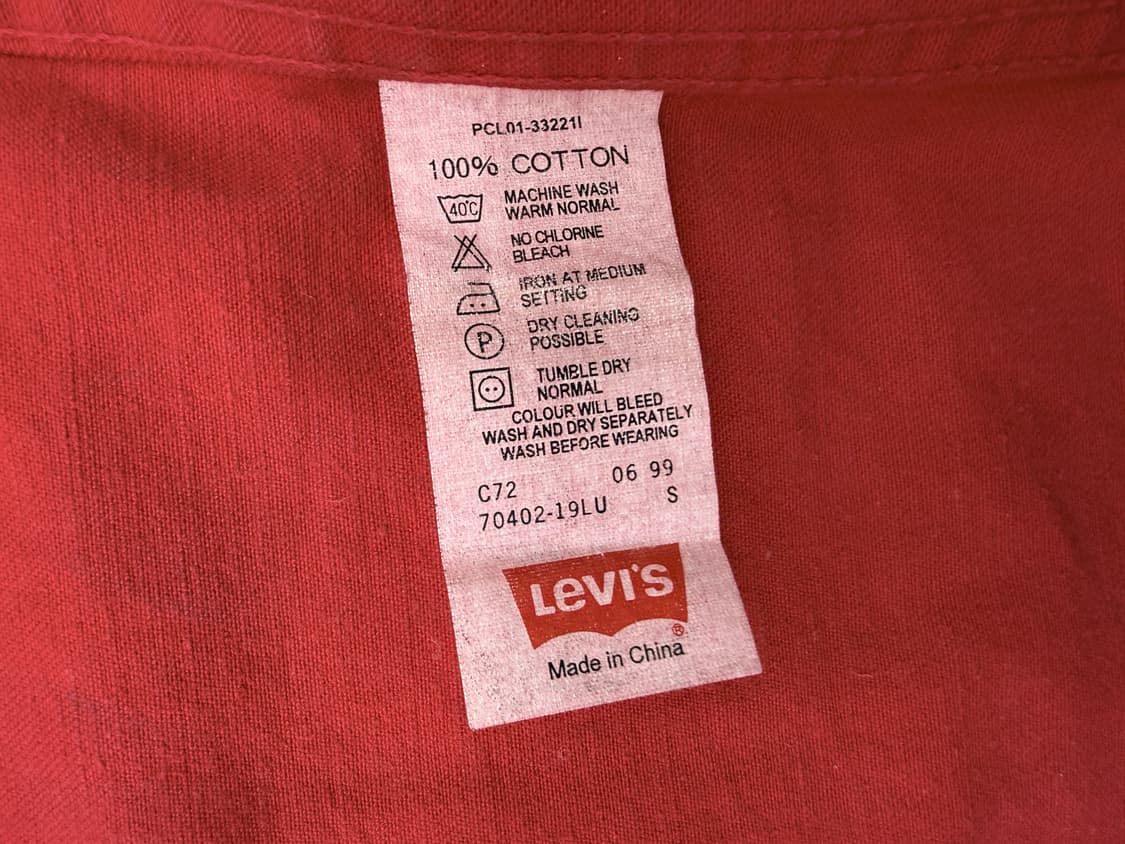 PCL01-33221I
100% COTTON
40°C
MACHINE WASH
WARM NORMAL
NO CHLORINE
BLEACH
IRON AT MEDIUM
SETTING
P
DRY CLEANING
POSSIBLE
TUMBLE DRY
NORMAL
COLOUR WILL BLEED
WASH AND DRY SEPARATELY
WASH BEFORE WEARING
C72 06 99
70402-19LU S
LEVI'S
®
Made in China